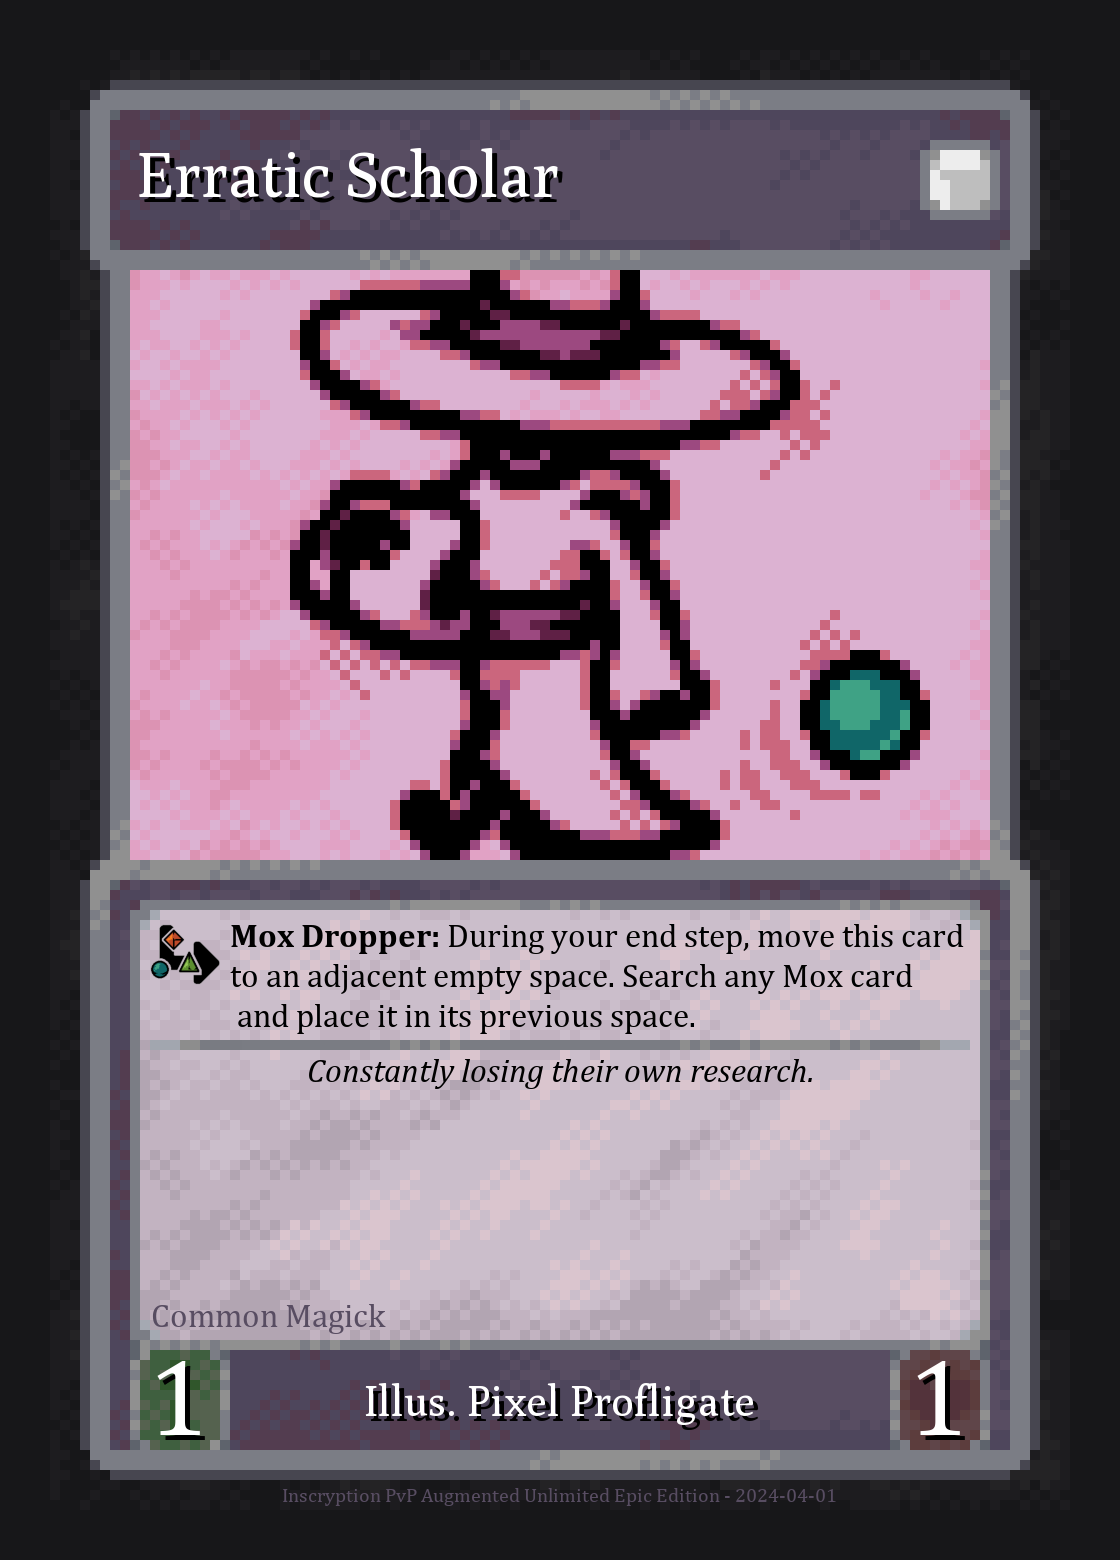 Erratic Scholar
Mox Dropper: During your end step, move this card
to an adjacent empty space. Search any Mox card
and place it in its previous space.
Constantly losing their own research.
Common Magick
1
Illus. Pixel Profligate
1
Inscryption PvP Augmented Unlimited Epic Edition - 2024-04-01